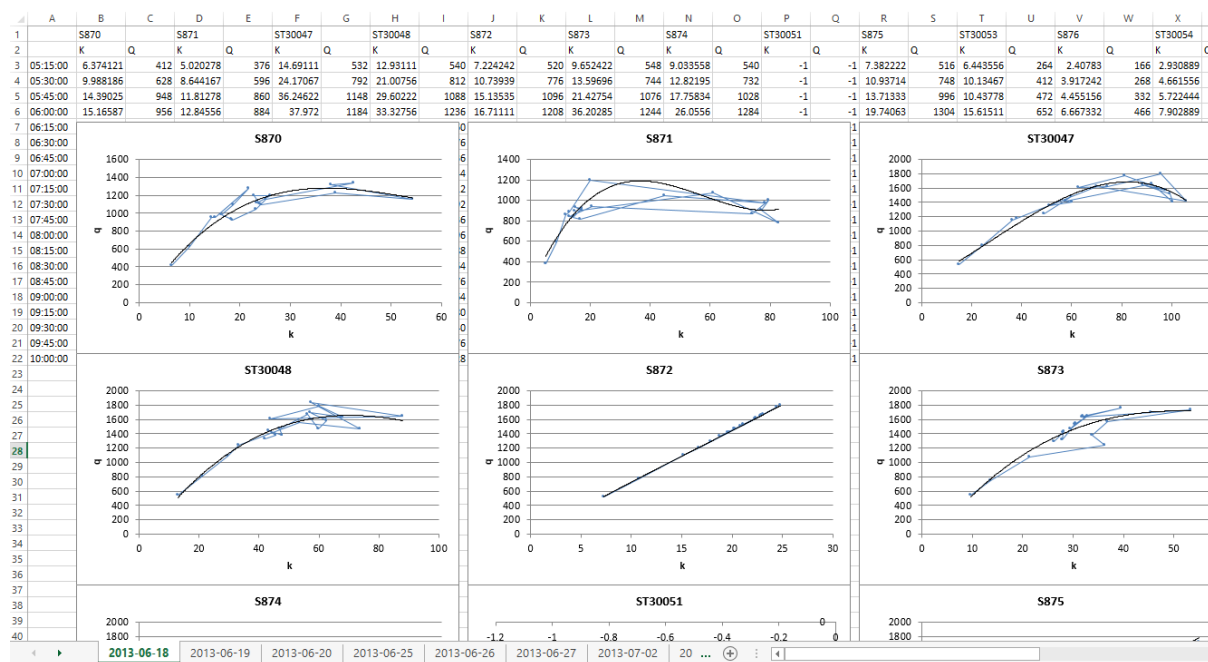 A B C D E F G H I J K L M N O P Q R S T U V W X
1 S870 S871 ST30047 ST30048 S872 S873 S874 ST30051 S875 ST30053 S876 ST30054
2 K Q K Q K Q K Q K Q K Q K Q K Q K Q K Q K Q K
3 05:15:00 6.374121 412 5.020278 376 14.69111 532 12.93111 540 7.224242 520 9.652422 548 9.033558 540 -1 -1 7.382222 516 6.443556 264 2.40783 166 2.930889
4 05:30:00 9.988186 628 8.644167 596 24.17067 792 21.00756 812 10.73939 776 13.59696 744 12.82195 732 -1 -1 10.93714 748 10.13467 412 3.917242 268 4.661556
5 05:45:00 14.39025 948 11.81278 860 36.24622 1148 29.60222 1088 15.13535 1096 21.42754 1076 17.75834 1028 -1 -1 13.71333 996 10.43778 472 4.455156 332 5.722444
6 06:00:00 15.16587 956 12.84556 884 37.972 1184 33.32756 1236 16.71111 1208 36.20285 1244 26.0556 1284 -1 -1 19.74063 1304 15.61511 652 6.667332 466 7.902889
7 06:15:00
8 06:30:00
9 06:45:00
10 07:00:00
11 07:15:00
12 07:30:00
13 07:45:00
14 08:00:00
15 08:15:00
16 08:30:00
17 08:45:00
18 09:00:00
19 09:15:00
20 09:30:00
21 09:45:00
22 10:00:00
23
24
25
26
27
28
29
30
31
32
33
34
35
36
37
38
39
40
S870
1600
1400
1200
1000
800
600
400
200
0
q
0 10 20 30 40 50 60
k
S871
1400
1200
1000
800
600
400
200
0
q
0 20 40 60 80 100
k
ST30047
2000
1800
1600
1400
1200
1000
800
600
400
200
0
q
0 20 40 60 80 100
k
ST30048
2000
1800
1600
1400
1200
1000
800
600
400
200
0
q
0 20 40 60 80 100
k
S872
2000
1800
1600
1400
1200
1000
800
600
400
200
0
q
0 5 10 15 20 25 30
k
S873
2000
1800
1600
1400
1200
1000
800
600
400
200
0
q
0 10 20 30 40 50
k
S874
2000
1800
ST30051
0
-1.2 -1 -0.8 -0.6 -0.4 -0.2 0
S875
2000
1800
2013-06-18 2013-06-19 2013-06-20 2013-06-25 2013-06-26 2013-06-27 2013-07-02 20 ...